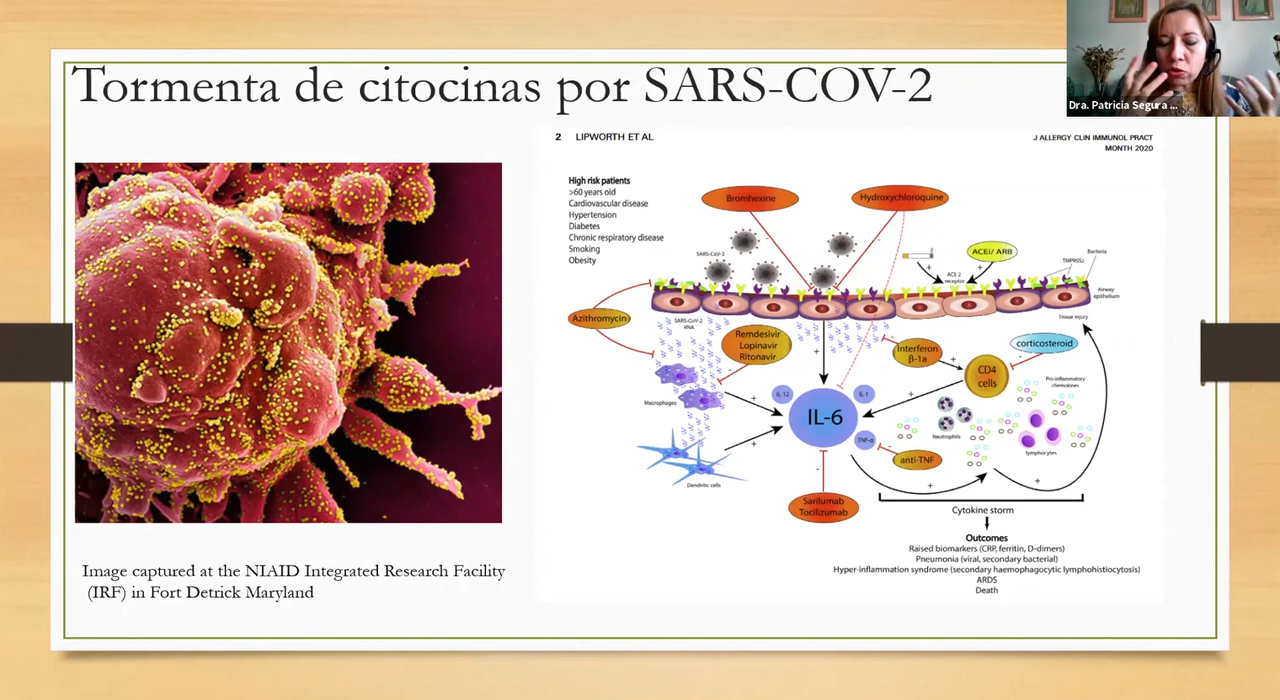 Tormenta de citocinas por SARS-COV-2
Dra. Patricia Segura ...
2 LIPWORTH ET AL
J ALLERGY CLIN IMMUNOL PRACT
MONTH 2020
High risk patients
>60 years old
Cardiovascular disease
Hypertension
Diabetes
Chronic respiratory disease
Smoking
Obesity
Bromhexine
Hydroxychloroquine
SARS-CoV-2
ACEi/ ARB
ACE 2
receptor
TMPRSS2
Bacteria
Airway
epithelium
Tissue injury
Azithromycin
SARS-CoV-2
RNA
Remdesivir
Lopinavir
Ritonavir
Interferon
β-1a
corticosteroid
CD4
cells
Macrophages
IL-12
IL-1
IL-6
TNF-α
Pro-inflammatory
chemokines
Neutrophils
lymphocytes
anti-TNF
Dendritic cells
Sarilumab
Tocilizumab
Cytokine storm
Outcomes
Raised biomarkers (CRP, ferritin, D-dimers)
Pneumonia (viral, secondary bacterial)
Hyper-inflammation syndrome (secondary haemophagocytic lymphohistiocytosis)
ARDS
Death
Image captured at the NIAID Integrated Research Facility
(IRF) in Fort Detrick Maryland